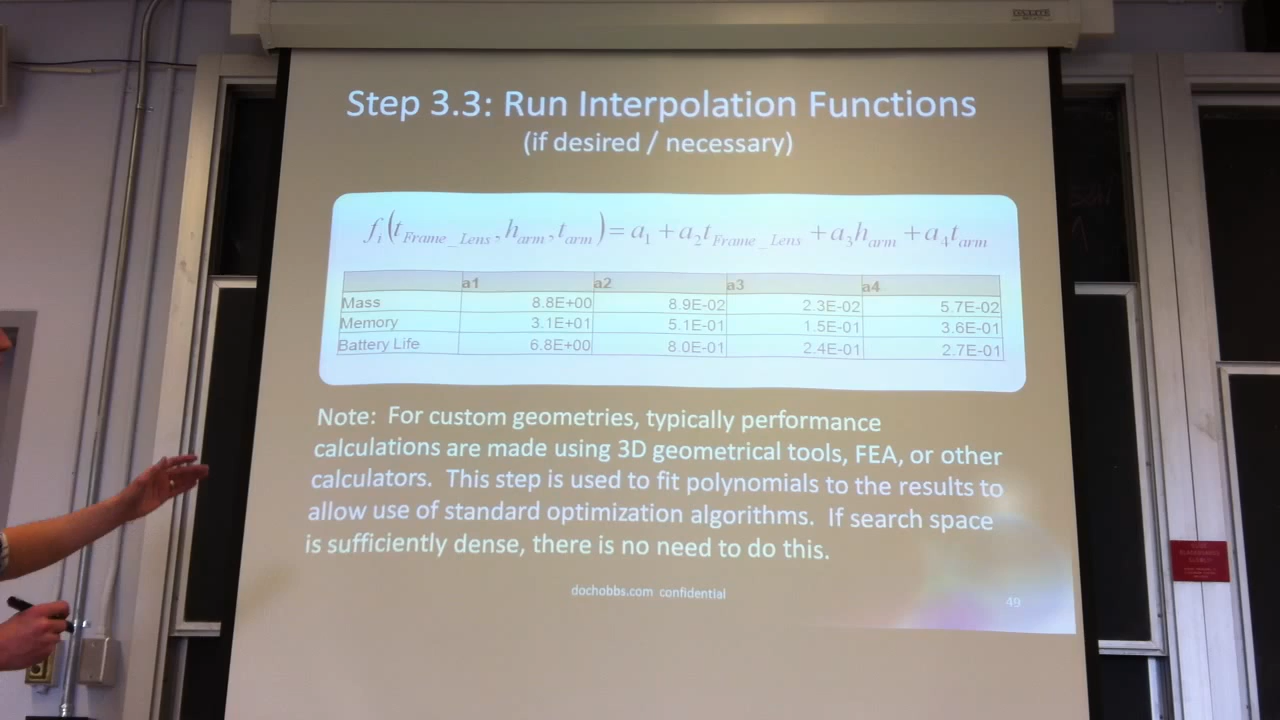 Step 3.3: Run Interpolation Functions
(if desired / necessary)
f_i(t_Frame_Lens, h_arm, t_arm) = a_1 + a_2 t_Frame_Lens + a_3 h_arm + a_4 t_arm
a1 a2 a3 a4
Mass 8.8E+00 8.9E-02 2.3E-02 5.7E-02
Memory 3.1E+01 5.1E-01 1.5E-01 3.6E-01
Battery Life 6.8E+00 8.0E-01 2.4E-01 2.7E-01
Note: For custom geometries, typically performance
calculations are made using 3D geometrical tools, FEA, or other
calculators. This step is used to fit polynomials to the results to
allow use of standard optimization algorithms. If search space
is sufficiently dense, there is no need to do this.
dochobbs.com confidential
49